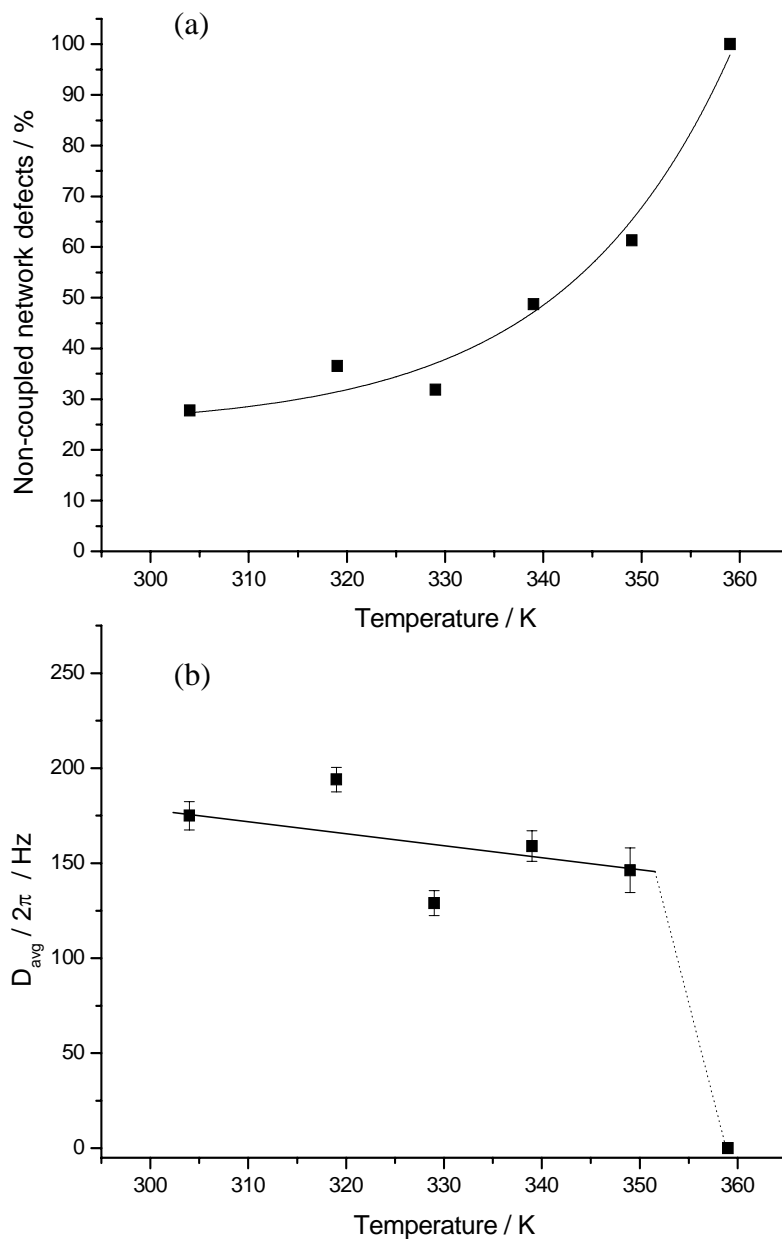 (a)
100
90
80
70
60
50
40
30
20
10
0
Non-coupled network defects / %
300 310 320 330 340 350 360
Temperature / K
(b)
250
200
150
100
50
0
D_avg / 2π / Hz
300 310 320 330 340 350 360
Temperature / K